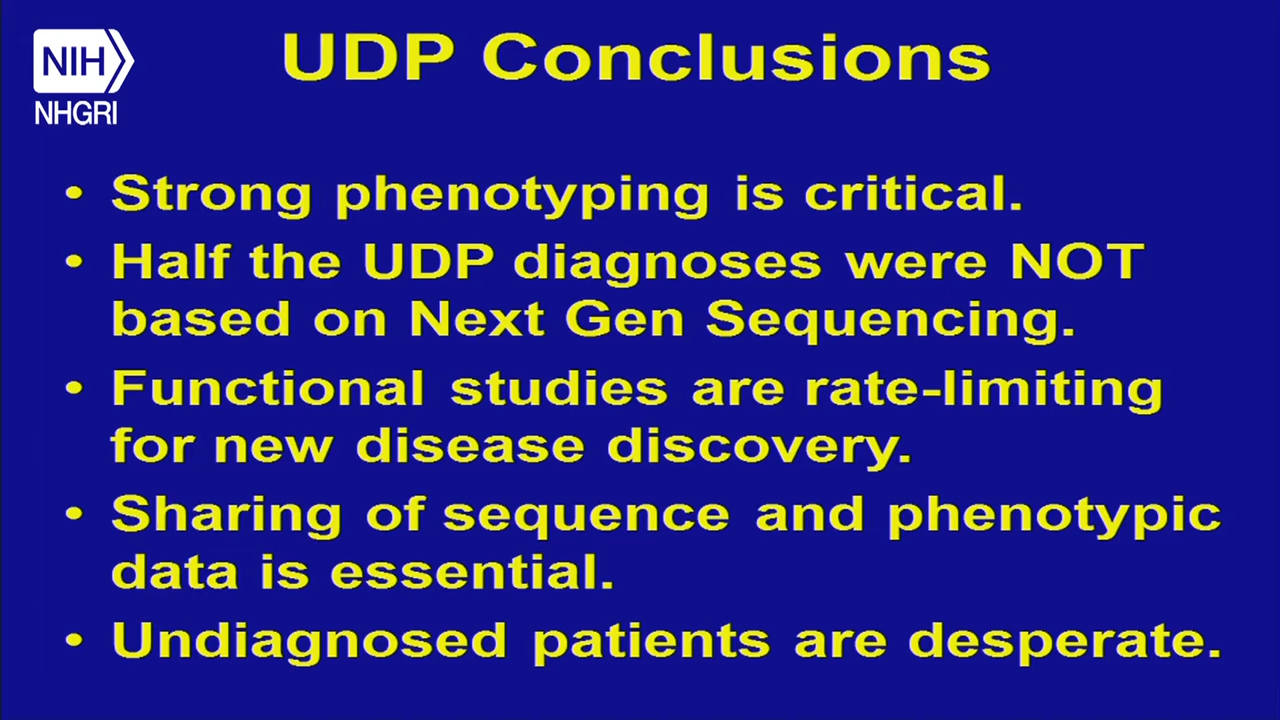 NIH
NHGRI
UDP Conclusions
• Strong phenotyping is critical.
• Half the UDP diagnoses were NOT
based on Next Gen Sequencing.
• Functional studies are rate-limiting
for new disease discovery.
• Sharing of sequence and phenotypic
data is essential.
• Undiagnosed patients are desperate.